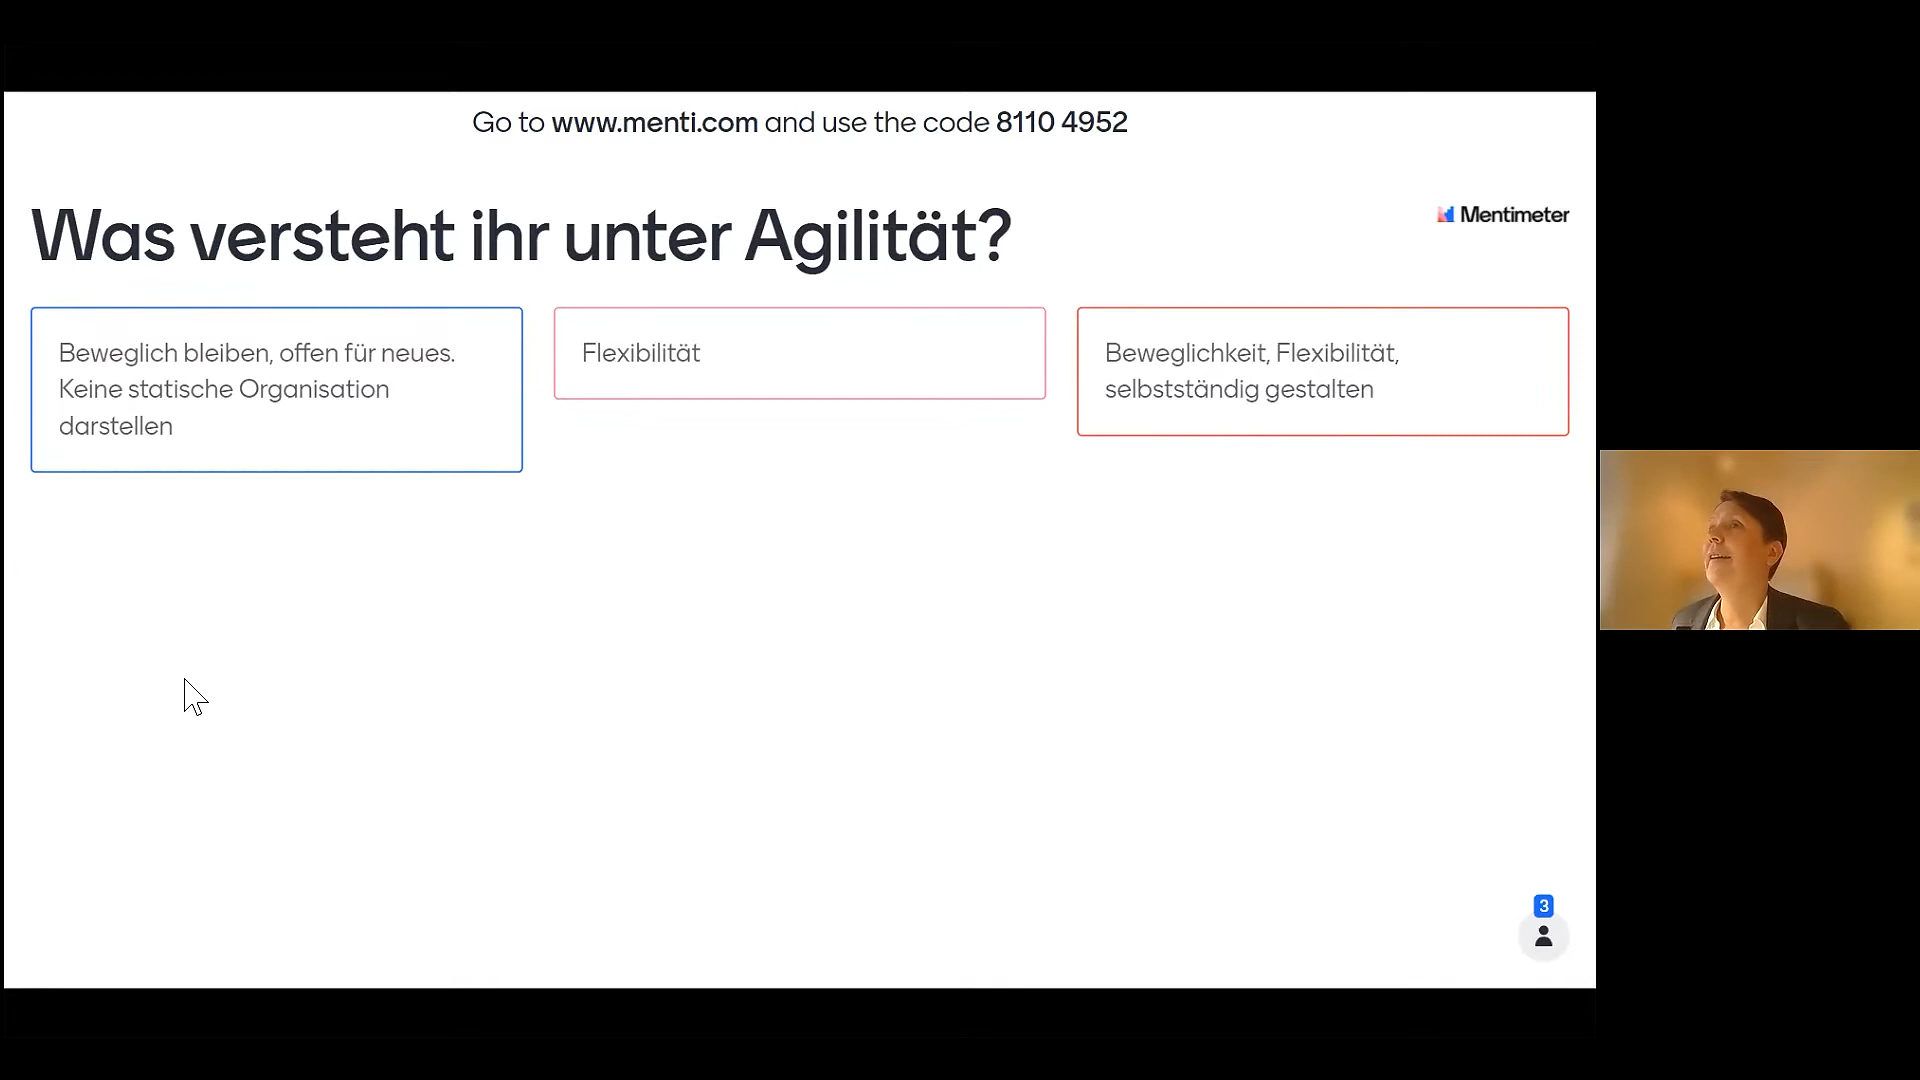 Go to www.menti.com and use the code 8110 4952
Was versteht ihr unter Agilität?
Mentimeter
Beweglich bleiben, offen für neues.
Keine statische Organisation
darstellen
Flexibilität
Beweglichkeit, Flexibilität,
selbstständig gestalten
3